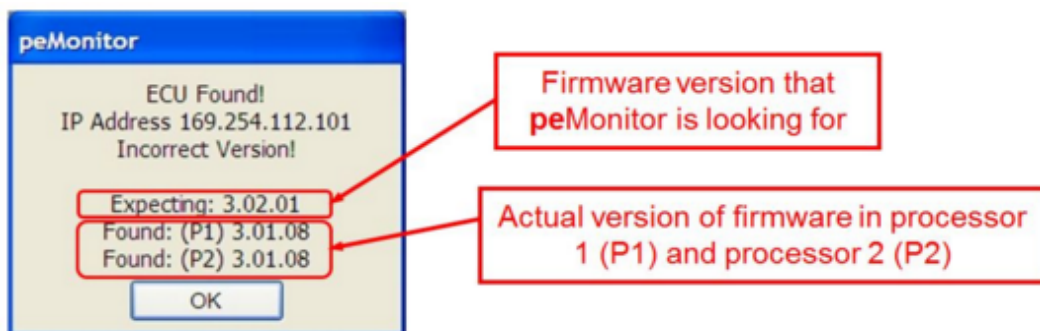 peMonitor
ECU Found!
IP Address 169.254.112.101
Incorrect Version!
Expecting: 3.02.01
Found: (P1) 3.01.08
Found: (P2) 3.01.08
OK
Firmware version that
peMonitor is looking for
Actual version of firmware in processor
1 (P1) and processor 2 (P2)